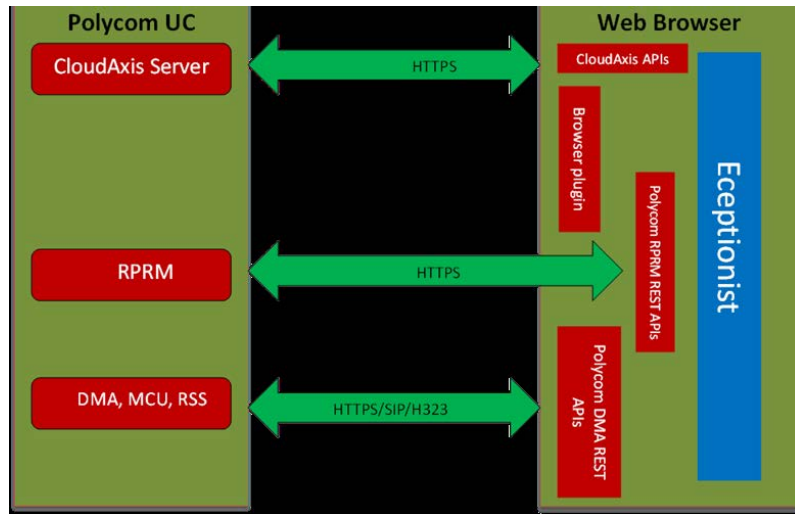 Polycom UC
CloudAxis Server
RPRM
DMA, MCU, RSS
HTTPS
HTTPS
HTTPS/SIP/H323
Web Browser
CloudAxis APIs
Browser plugin
Polycom RPRM REST APIs
Polycom DMA REST
APIs
Eceptionist